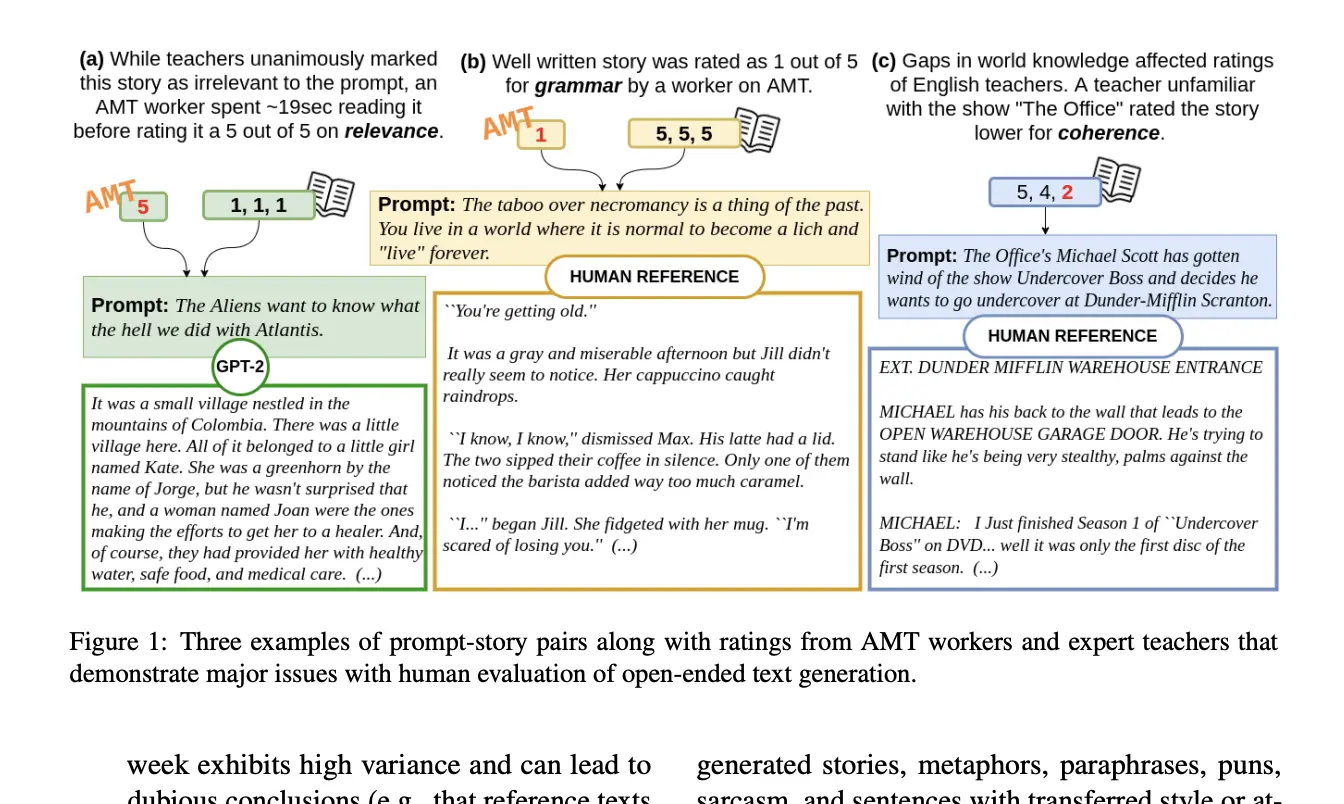 (a) While teachers unanimously marked
this story as irrelevant to the prompt, an
AMT worker spent ~19sec reading it
before rating it a 5 out of 5 on relevance.
AMT
5
1, 1, 1
Prompt: The Aliens want to know what
the hell we did with Atlantis.
GPT-2
It was a small village nestled in the
mountains of Colombia. There was a little
village here. All of it belonged to a little girl
named Kate. She was a greenhorn by the
name of Jorge, but he wasn't surprised that
he, and a woman named Joan were the ones
making the efforts to get her to a healer. And,
of course, they had provided her with healthy
water, safe food, and medical care. (...)
(b) Well written story was rated as 1 out of 5
for grammar by a worker on AMT.
AMT
1
5, 5, 5
Prompt: The taboo over necromancy is a thing of the past.
You live in a world where it is normal to become a lich and
"live" forever.
HUMAN REFERENCE
``You're getting old.''
It was a gray and miserable afternoon but Jill didn't
really seem to notice. Her cappuccino caught
raindrops.
``I know, I know,'' dismissed Max. His latte had a lid.
The two sipped their coffee in silence. Only one of them
noticed the barista added way too much caramel.
``I...'' began Jill. She fidgeted with her mug. ``I'm
scared of losing you.'' (...)
(c) Gaps in world knowledge affected ratings
of English teachers. A teacher unfamiliar
with the show "The Office" rated the story
lower for coherence.
5, 4, 2
Prompt: The Office's Michael Scott has gotten
wind of the show Undercover Boss and decides he
wants to go undercover at Dunder-Mifflin Scranton.
HUMAN REFERENCE
EXT. DUNDER MIFFLIN WAREHOUSE ENTRANCE
MICHAEL has his back to the wall that leads to the
OPEN WAREHOUSE GARAGE DOOR. He's trying to
stand like he's being very stealthy, palms against the
wall.
MICHAEL: I Just finished Season 1 of ``Undercover
Boss'' on DVD... well it was only the first disc of the
first season. (...)
Figure 1: Three examples of prompt-story pairs along with ratings from AMT workers and expert teachers that
demonstrate major issues with human evaluation of open-ended text generation.
week exhibits high variance and can lead to
dubious conclusions (e.g., that reference texts
generated stories, metaphors, paraphrases, puns,
sarcasm, and sentences with transferred style or at-